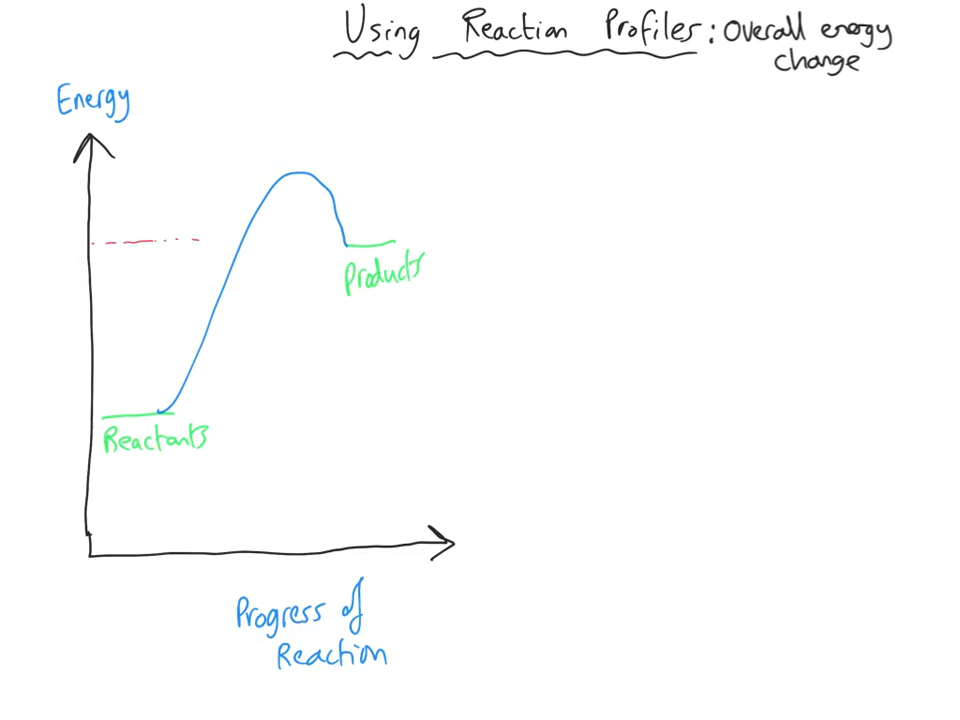 Using Reaction Profiles: Overall energy
change
Energy
Products
Reactants
Progress of
Reaction